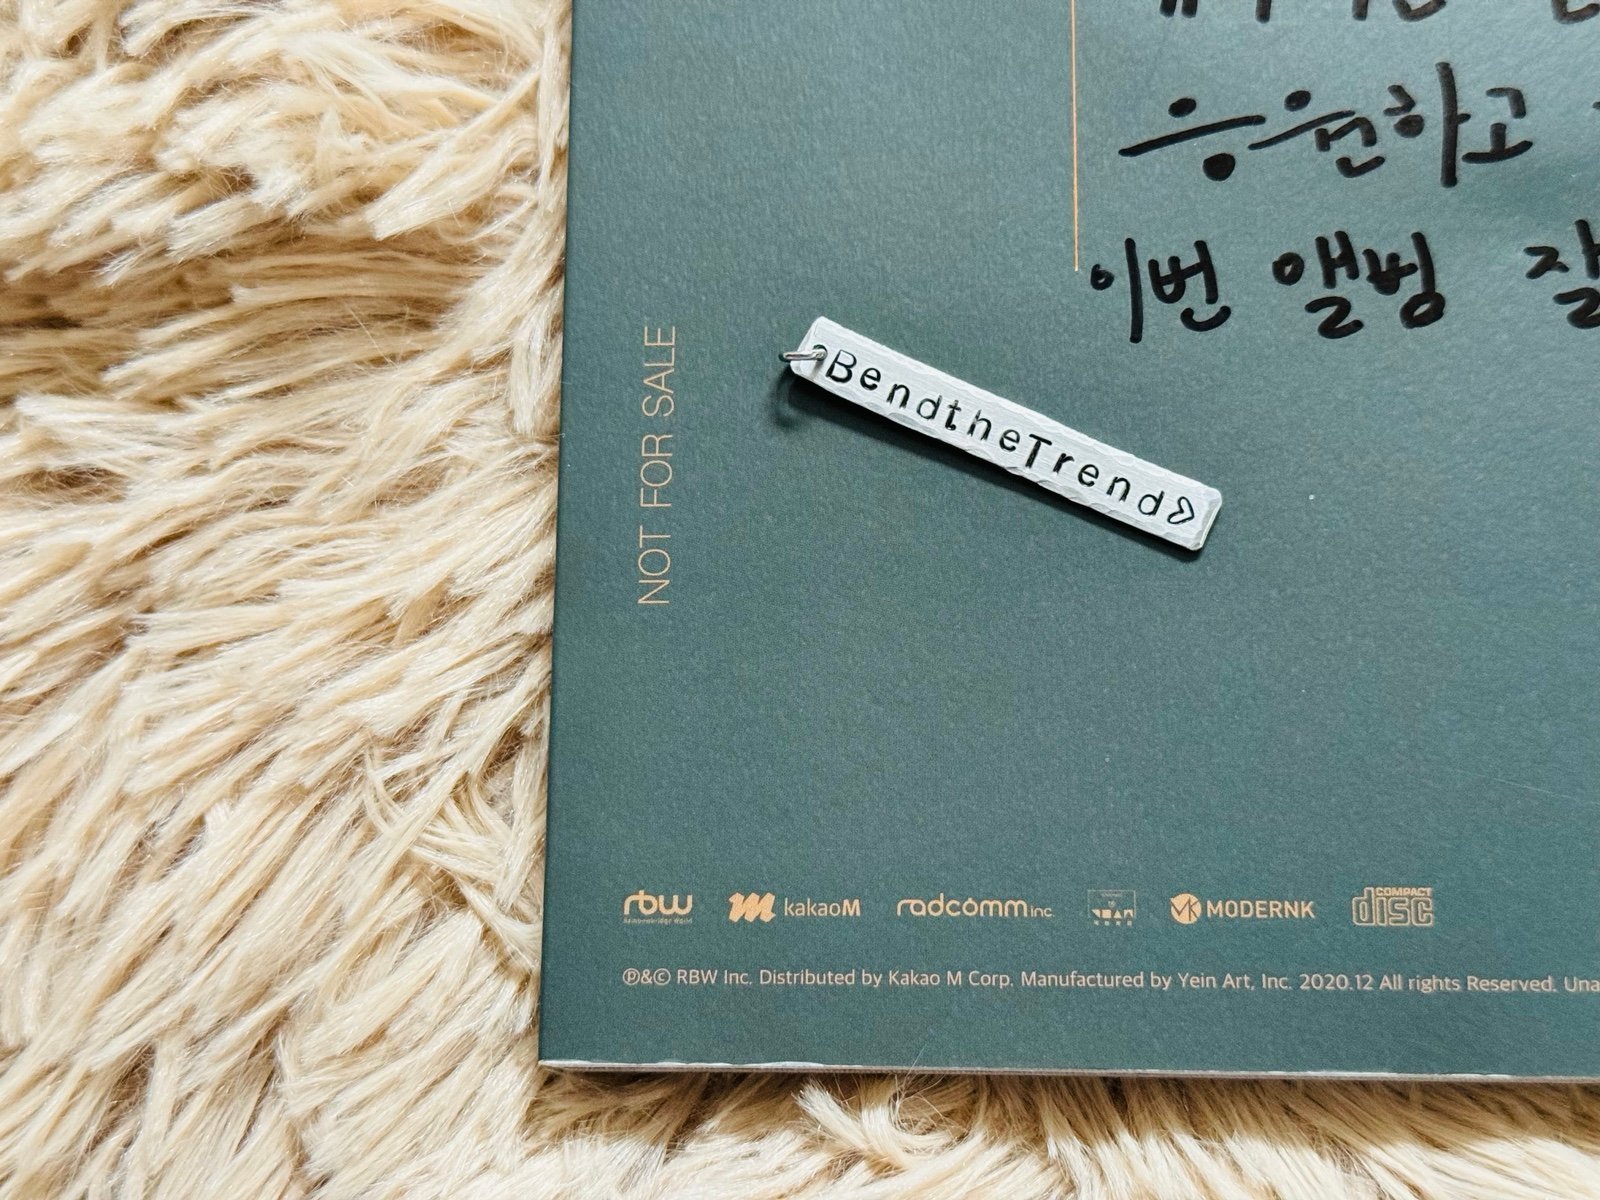 응원하고
이번 앨범 잘
BendtheTrend
NOT FOR SALE
rbw
kakaoM
radcomm inc.
MODERNK
COMPACT
disc
℗&© RBW Inc. Distributed by Kakao M Corp. Manufactured by Yein Art, Inc. 2020.12 All rights Reserved. Una